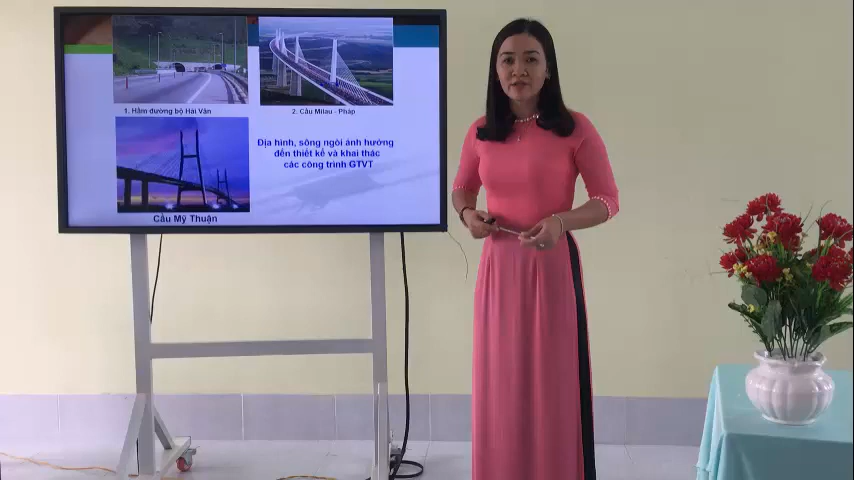 1. Hầm đường bộ Hải Vân
2. Cầu Milau - Pháp
Địa hình, sông ngòi ảnh hưởng
đến thiết kế và khai thác
các công trình GTVT
Cầu Mỹ Thuận